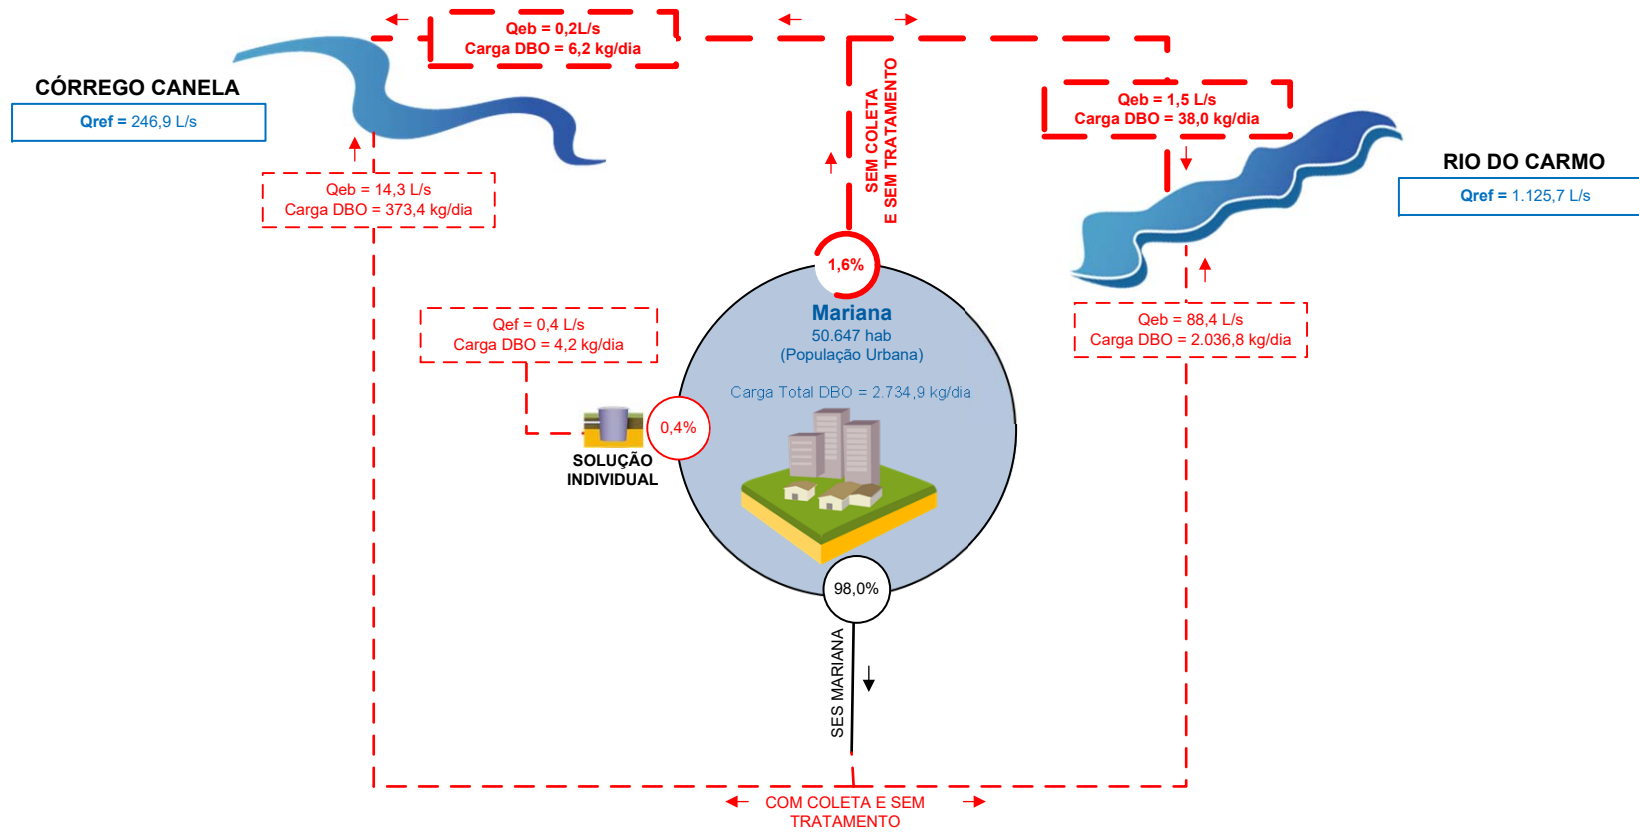 Qeb = 0,2L/s
Carga DBO = 6,2 kg/dia
CÓRREGO CANELA
Qref = 246,9 L/s
Qeb = 14,3 L/s
Carga DBO = 373,4 kg/dia
SEM COLETA
E SEM TRATAMENTO
Qeb = 1,5 L/s
Carga DBO = 38,0 kg/dia
RIO DO CARMO
Qref = 1.125,7 L/s
Qeb = 88,4 L/s
Carga DBO = 2.036,8 kg/dia
1,6%
Mariana
50.647 hab
(População Urbana)
Carga Total DBO = 2.734,9 kg/dia
Qef = 0,4 L/s
Carga DBO = 4,2 kg/dia
0,4%
SOLUÇÃO
INDIVIDUAL
98,0%
SES MARIANA
COM COLETA E SEM
TRATAMENTO